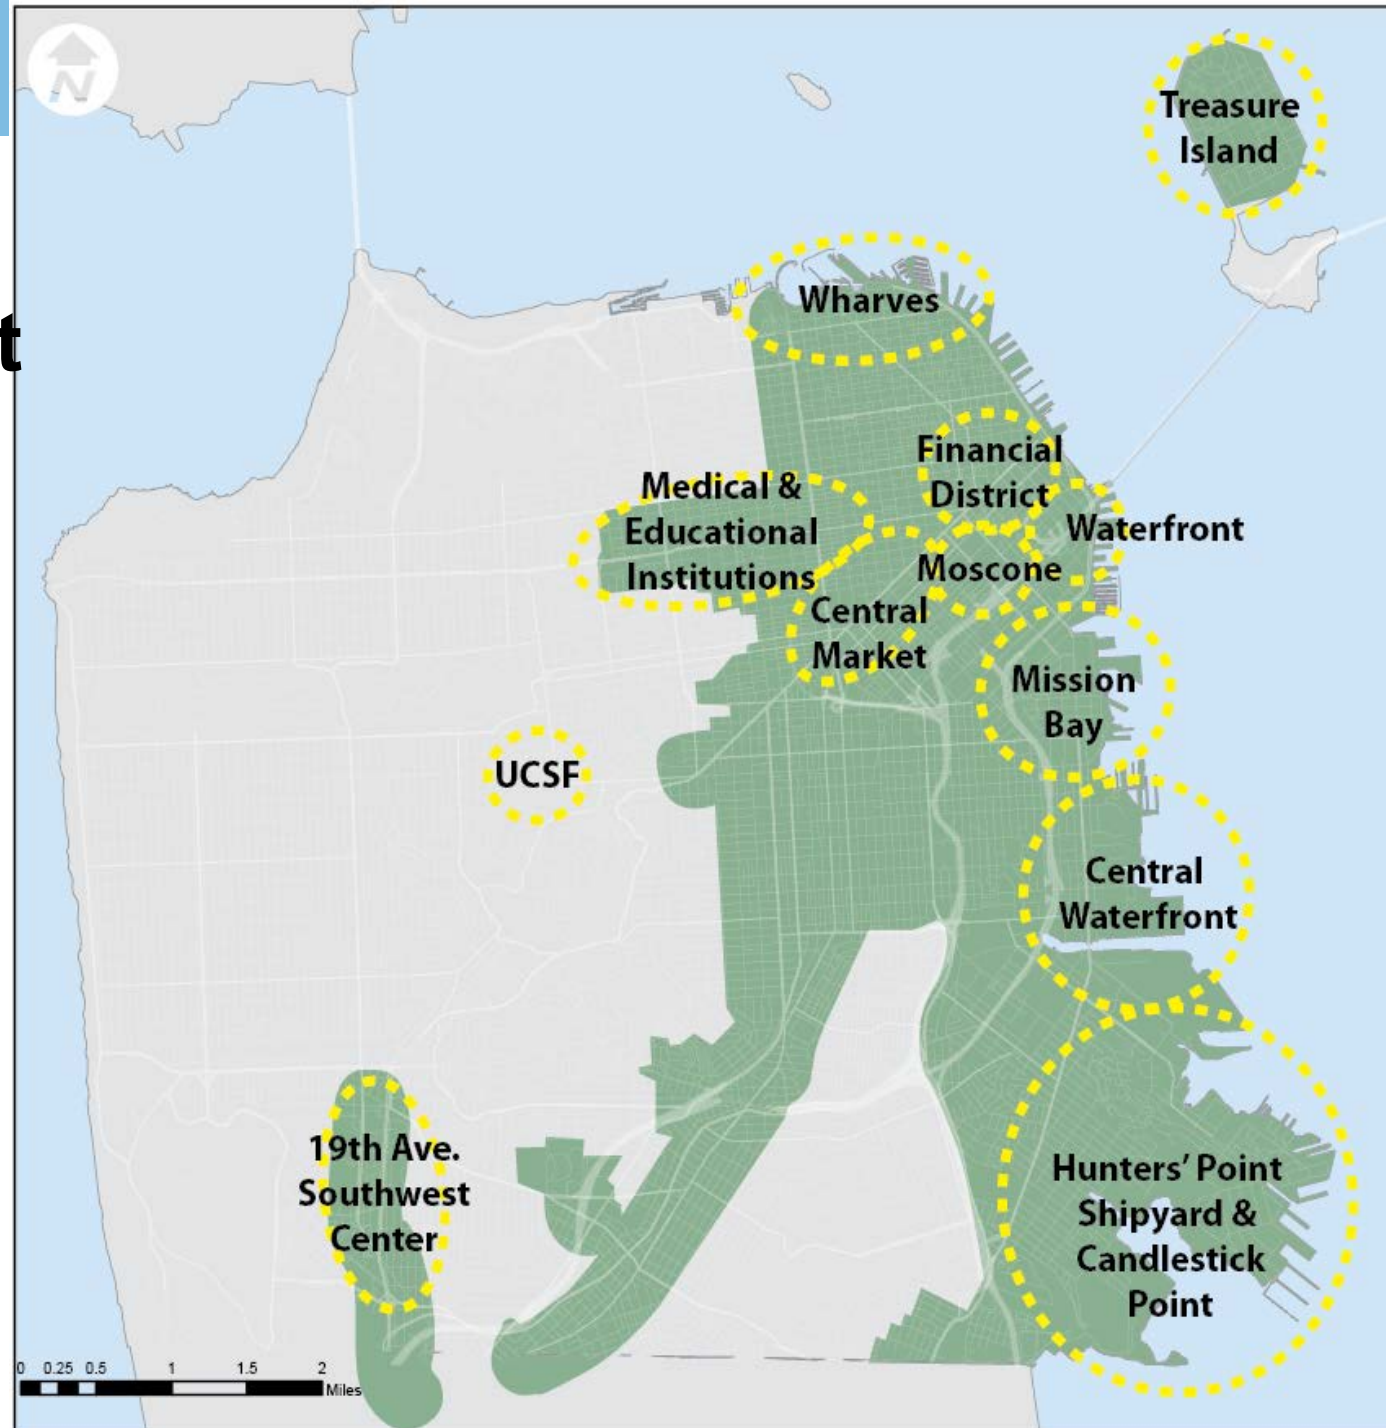 N
t
Treasure
Island
Wharves
Financial
District
Medical &
Educational
Institutions
Waterfront
Moscone
Central
Market
Mission
Bay
UCSF
Central
Waterfront
19th Ave.
Southwest
Center
Hunters’ Point
Shipyard &
Candlestick
Point
0 0.25 0.5 1 1.5 2
Miles